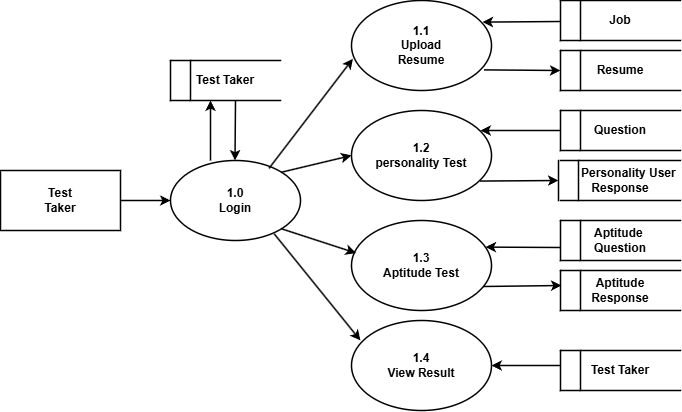 1.1
Upload
Resume
Job
Resume
Test Taker
1.2
personality Test
Question
Personality User
Response
Test
Taker
1.0
Login
1.3
Aptitude Test
Aptitude
Question
Aptitude
Response
1.4
View Result
Test Taker